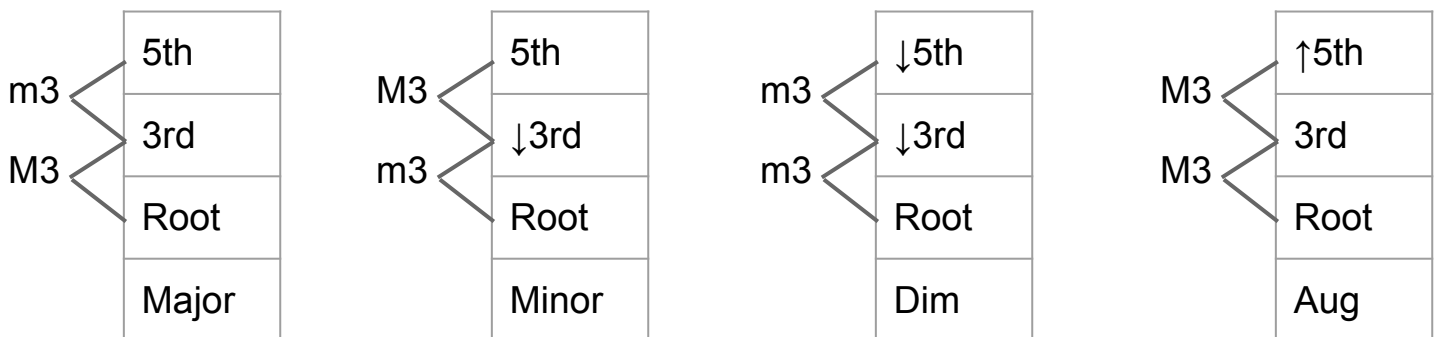 5th
m3
3rd
M3
Root
Major
5th
M3
↓3rd
m3
Root
Minor
↓5th
m3
↓3rd
m3
Root
Dim
↑5th
M3
3rd
M3
Root
Aug